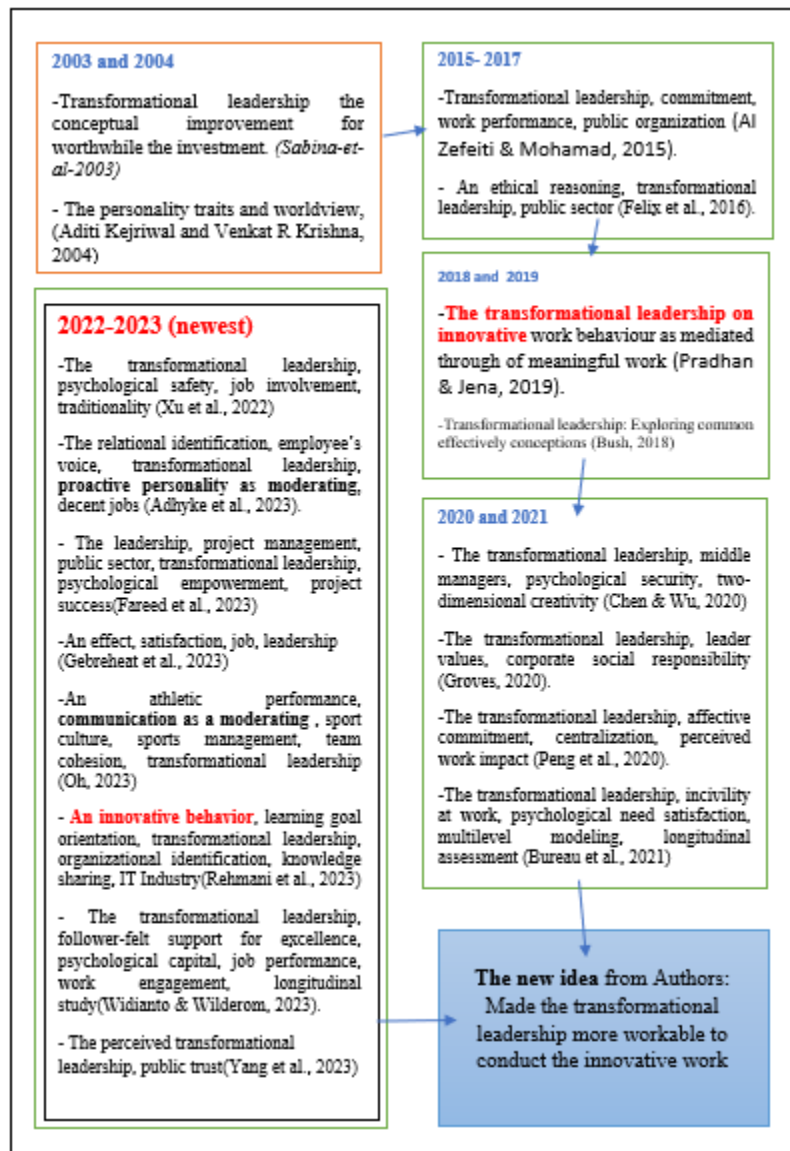 2003 and 2004
-Transformational leadership the
conceptual improvement for
worthwhile the investment. (Sabina-et-
al-2003)
- The personality traits and worldview,
(Aditi Kejriwal and Venkat R Krishna,
2004)
2015- 2017
-Transformational leadership, commitment,
work performance, public organization (Al
Zefeiti & Mohamad, 2015).
- An ethical reasoning, transformational
leadership, public sector (Felix et al., 2016).
2018 and 2019
-The transformational leadership on
innovative work behaviour as mediated
through of meaningful work (Pradhan
& Jena, 2019).
-Transformational leadership: Exploring common
effectively conceptions (Bush, 2018)
2020 and 2021
- The transformational leadership, middle
managers, psychological security, two-
dimensional creativity (Chen & Wu, 2020)
-The transformational leadership, leader
values, corporate social responsibility
(Groves, 2020).
-The transformational leadership, affective
commitment, centralization, perceived
work impact (Peng et al., 2020).
-The transformational leadership, incivility
at work, psychological need satisfaction,
multilevel modeling, longitudinal
assessment (Bureau et al., 2021)
2022-2023 (newest)
-The transformational leadership,
psychological safety, job involvement,
traditionality (Xu et al., 2022)
-The relational identification, employee's
voice, transformational leadership,
proactive personality as moderating,
decent jobs (Adhyke et al., 2023).
- The leadership, project management,
public sector, transformational leadership,
psychological empowerment, project
success(Fareed et al., 2023)
-An effect, satisfaction, job, leadership
(Gebreheat et al., 2023)
-An athletic performance,
communication as a moderating , sport
culture, sports management, team
cohesion, transformational leadership
(Oh, 2023)
- An innovative behavior, learning goal
orientation, transformational leadership,
organizational identification, knowledge
sharing, IT Industry(Rehmani et al., 2023)
- The transformational leadership,
follower-felt support for excellence,
psychological capital, job performance,
work engagement, longitudinal
study(Widianto & Wilderom, 2023).
- The perceived transformational
leadership, public trust(Yang et al., 2023)
The new idea from Authors:
Made the transformational
leadership more workable to
conduct the innovative work